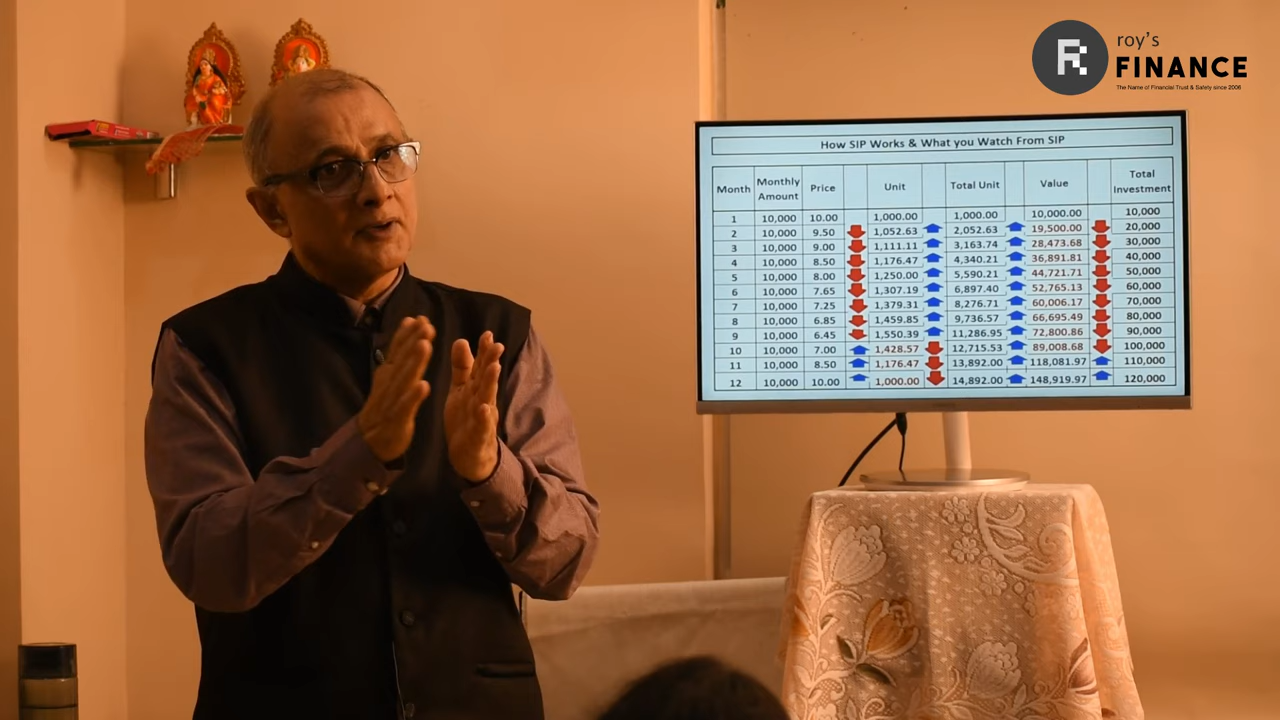 roy's
FINANCE
The Name of Financial Trust & Safety since 2006
How SIP Works & What you Watch From SIP
Month Monthly Amount Price Unit Total Unit Value Total Investment
1 10,000 10.00 1,000.00 1,000.00 10,000.00 10,000
2 10,000 9.50 1,052.63 2,052.63 19,500.00 20,000
3 10,000 9.00 1,111.11 3,163.74 28,473.68 30,000
4 10,000 8.50 1,176.47 4,340.21 36,891.81 40,000
5 10,000 8.00 1,250.00 5,590.21 44,721.71 50,000
6 10,000 7.65 1,307.19 6,897.40 52,765.13 60,000
7 10,000 7.25 1,379.31 8,276.71 60,006.17 70,000
8 10,000 6.85 1,459.85 9,736.57 66,695.49 80,000
9 10,000 6.45 1,550.39 11,286.95 72,800.86 90,000
10 10,000 7.00 1,428.57 12,715.53 89,008.68 100,000
11 10,000 8.50 1,176.47 13,892.00 118,081.97 110,000
12 10,000 10.00 1,000.00 14,892.00 148,919.97 120,000